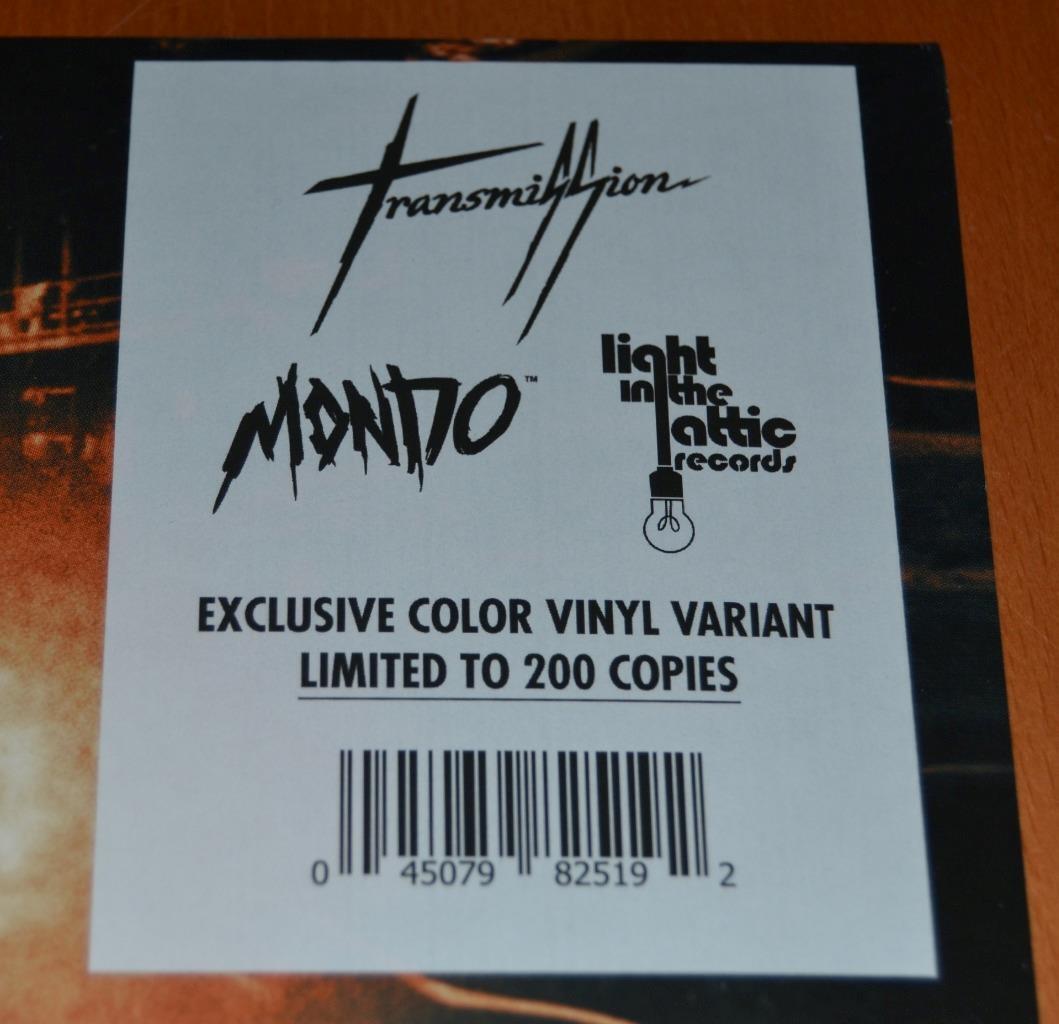 Transmission
MONDO™
light
in the
attic
records
EXCLUSIVE COLOR VINYL VARIANT
LIMITED TO 200 COPIES
0 45079 82519 2